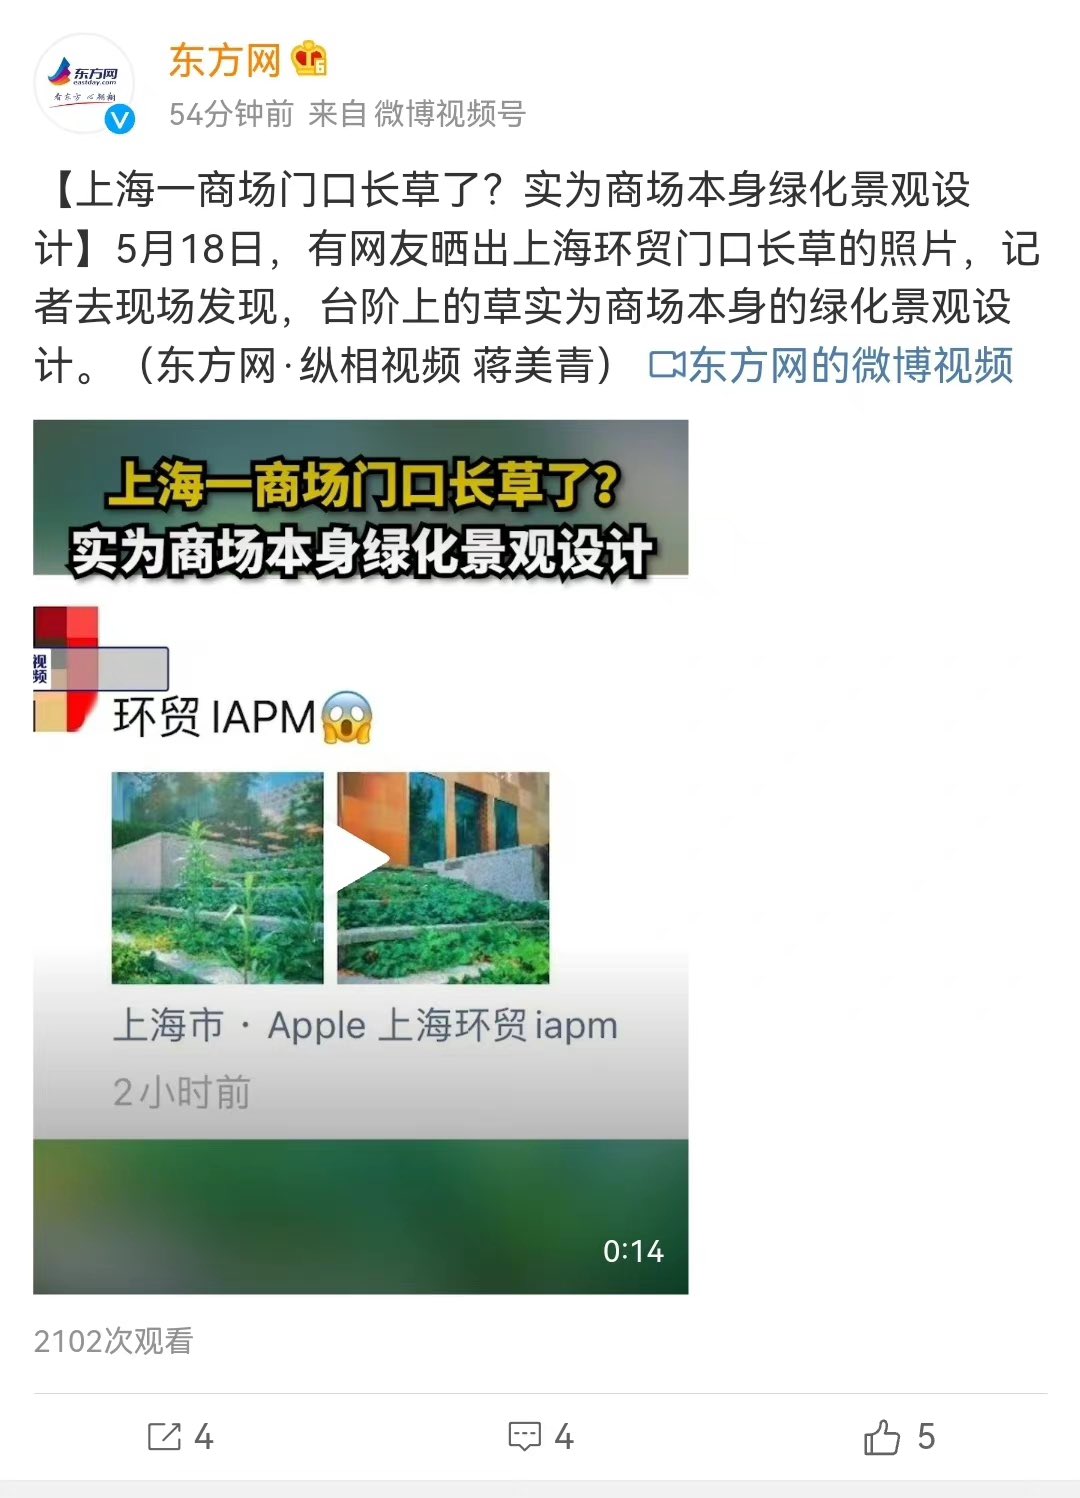 东方网
eastday.com
东方网
54分钟前 来自 微博视频号
【上海一商场门口长草了？实为商场本身绿化景观设
计】5月18日，有网友晒出上海环贸门口长草的照片，记
者去现场发现，台阶上的草实为商场本身的绿化景观设
计。（东方网·纵相视频 蒋美青） 东方网的微博视频
上海一商场门口长草了？
实为商场本身绿化景观设计
视
频
环贸 IAPM😱
上海市 · Apple 上海环贸 iapm
2 小时前
0:14
2102次观看
4
4
5